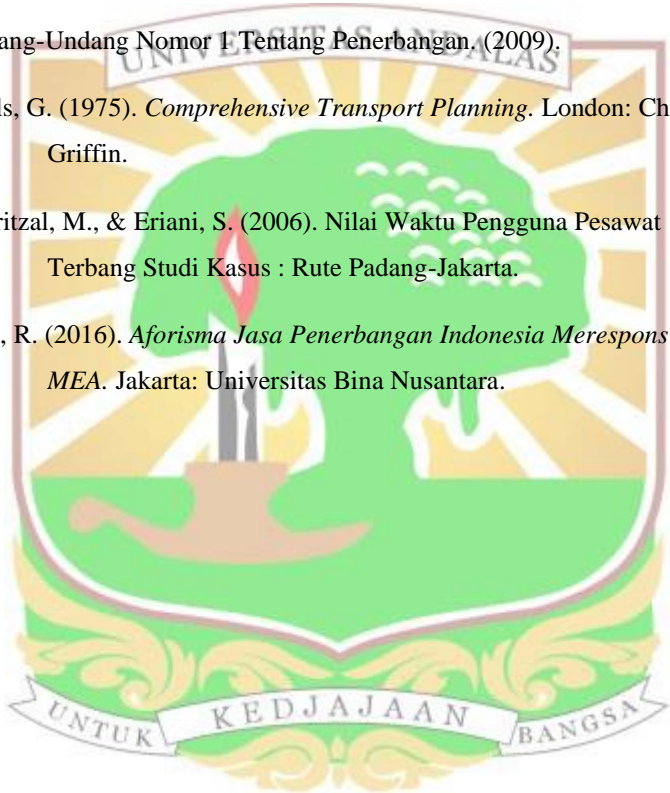 UNIVERSITAS ANDALAS
ang-Undang Nomor 1 Tentang Penerbangan. (2009).
ls, G. (1975). Comprehensive Transport Planning. London: Ch
Griffin.
ritzal, M., & Eriani, S. (2006). Nilai Waktu Pengguna Pesawat
Terbang Studi Kasus : Rute Padang-Jakarta.
, R. (2016). Aforisma Jasa Penerbangan Indonesia Merespons
MEA. Jakarta: Universitas Bina Nusantara.
UNTUK KEDJAJAAN BANGSA